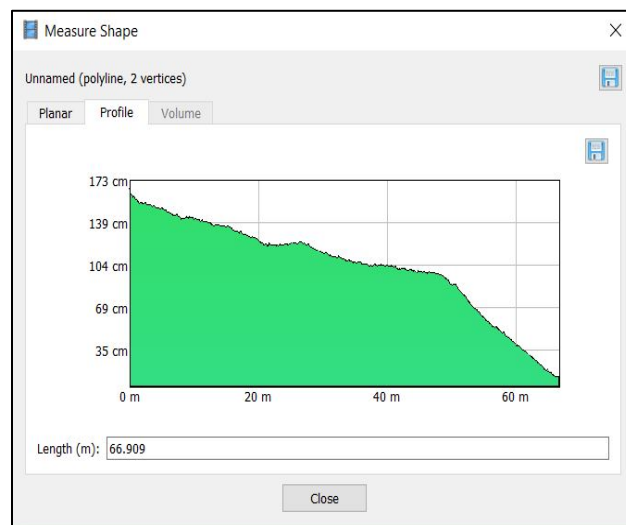 Measure Shape
Unnamed (polyline, 2 vertices)
Planar Profile Volume
173 cm
139 cm
104 cm
69 cm
35 cm
0 m 20 m 40 m 60 m
Length (m): 66.909
Close